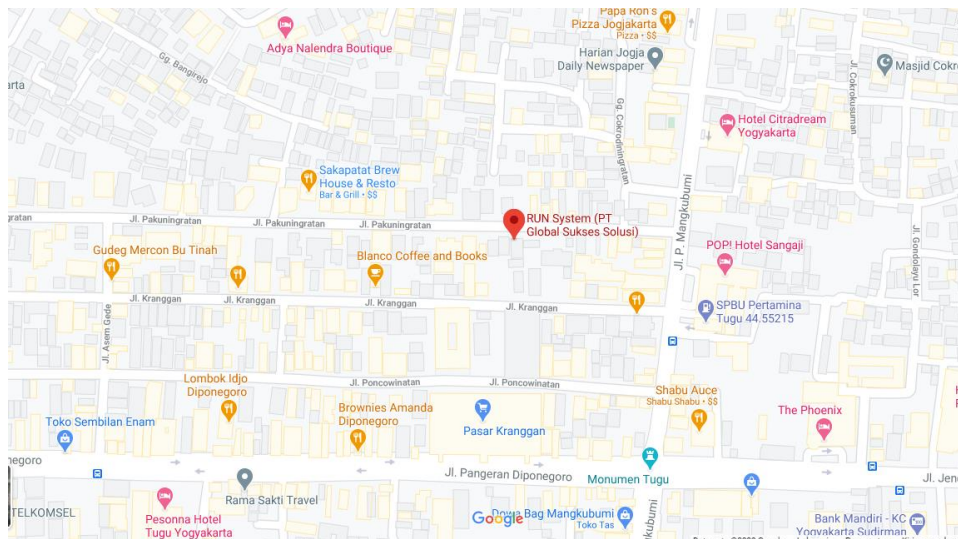 Papa Ron's
Pizza Jogjakarta
Pizza • $$
Adya Nalendra Boutique
Harian Jogja
Daily Newspaper
Gg. Bangirejo
Masjid Cokr
Jl. Cokrokusuman
arta
Gg. Cokrodiningratan
Hotel Citradream
Yogyakarta
Sakapatat Brew
House & Resto
Bar & Grill • $$
gratan
Jl. Pakuningratan
Jl. Pakuningratan
RUN System (PT
Global Sukses Solusi)
Jl. P. Mangkubumi
Jl. Gondolayu Lor
Gudeg Mercon Bu Tinah
Blanco Coffee and Books
POP! Hotel Sangaji
Jl. Kranggan
Jl. Kranggan
Jl. Kranggan
Jl. Kranggan
SPBU Pertamina
Tugu 44.55215
Jl. Asem Gede
Lombok Idjo
Diponegoro
Jl. Poncowinatan
Jl. Poncowinatan
Shabu Auce
Shabu Shabu • $$
Brownies Amanda
Diponegoro
The Phoenix
Toko Sembilan Enam
Pasar Kranggan
negoro
Jl. Pangeran Diponegoro
Monumen Tugu
Jl. Jen
Rama Sakti Travel
TELKOMSEL
Pesonna Hotel
Tugu Yogyakarta
Google
Bag Mangkubumi
Toko Tas
kubumi
Bank Mandiri - KC
Yogyakarta Sudirman